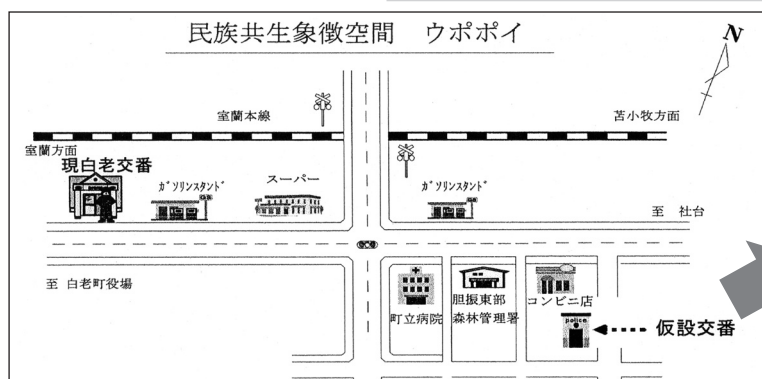 民族共生象徴空間　ウポポイ
N
室蘭本線
苫小牧方面
室蘭方面
現白老交番
ｶﾞｿﾘﾝｽﾀﾝﾄﾞ
スーパー
ｶﾞｿﾘﾝｽﾀﾝﾄﾞ
至 社台
至 白老町役場
町立病院
胆振東部
森林管理署
コンビニ店
police
仮設交番